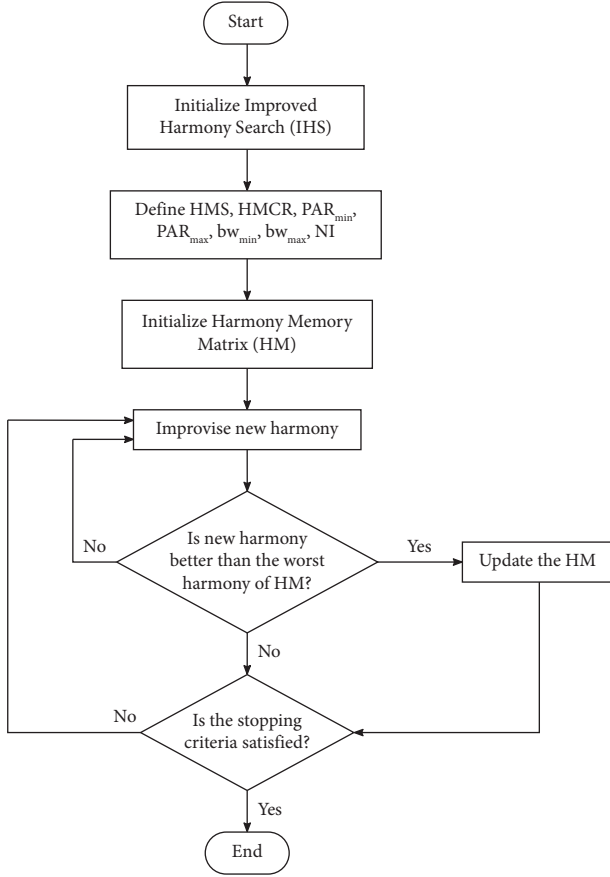 Start
Initialize Improved
Harmony Search (IHS)
Define HMS, HMCR, PARmin,
PARmax, bwmin, bwmax, NI
Initialize Harmony Memory
Matrix (HM)
Improvise new harmony
Is new harmony
better than the worst
harmony of HM?
No
Yes
Update the HM
No
Is the stopping
criteria satisfied?
No
Yes
End